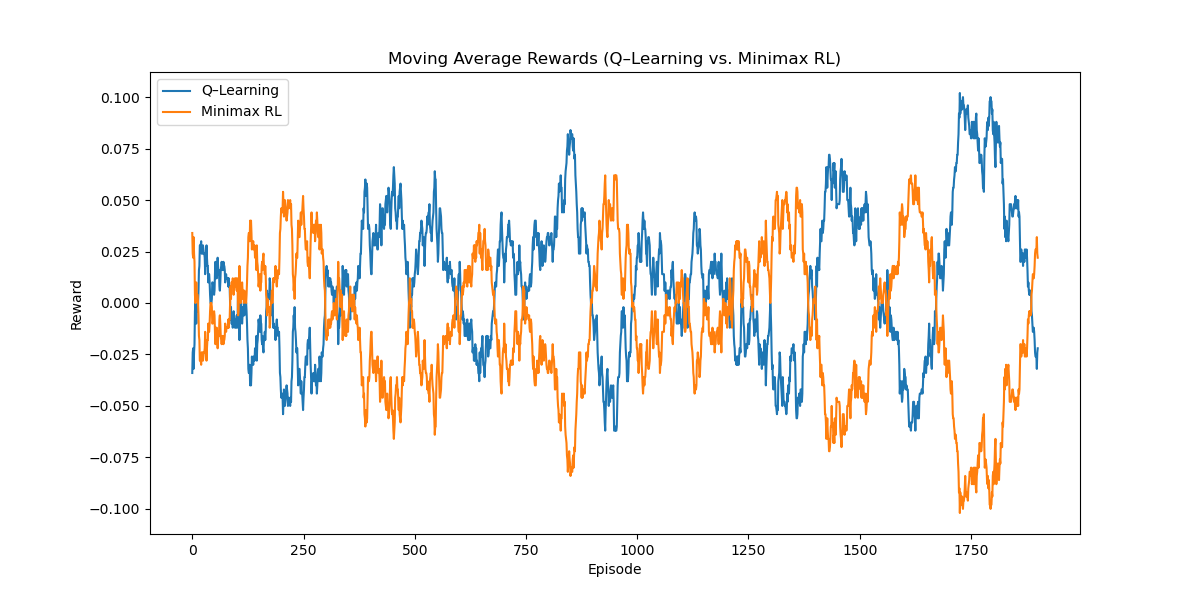 Moving Average Rewards (Q–Learning vs. Minimax RL)
Q–Learning
Minimax RL
0.100
0.075
0.050
0.025
0.000
−0.025
−0.050
−0.075
−0.100
Reward
0 250 500 750 1000 1250 1500 1750
Episode